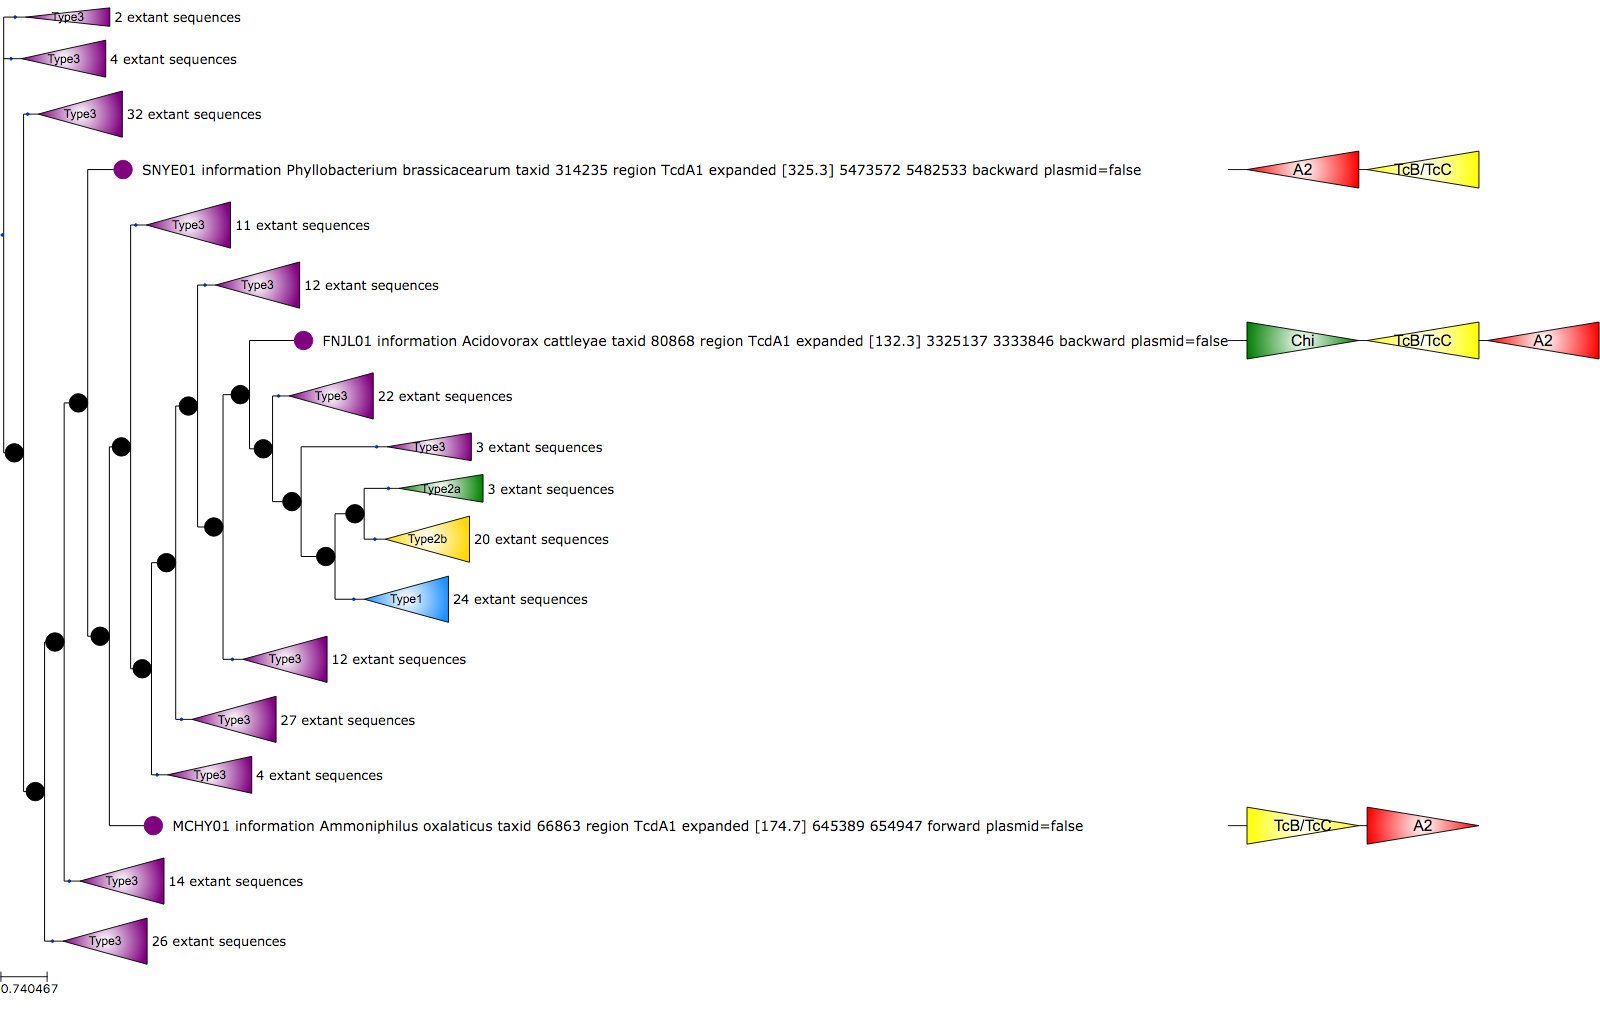 Type3 2 extant sequences
Type3 4 extant sequences
Type3 32 extant sequences
SNYE01 information Phyllobacterium brassicacearum taxid 314235 region TcdA1 expanded [325.3] 5473572 5482533 backward plasmid=false A2 TcB/TcC
Type3 11 extant sequences
Type3 12 extant sequences
FNJL01 information Acidovorax cattleyae taxid 80868 region TcdA1 expanded [132.3] 3325137 3333846 backward plasmid=false Chi TcB/TcC A2
Type3 22 extant sequences
Type3 3 extant sequences
Type2a 3 extant sequences
Type2b 20 extant sequences
Type1 24 extant sequences
Type3 12 extant sequences
Type3 27 extant sequences
Type3 4 extant sequences
MCHY01 information Ammoniphilus oxalaticus taxid 66863 region TcdA1 expanded [174.7] 645389 654947 forward plasmid=false TcB/TcC A2
Type3 14 extant sequences
Type3 26 extant sequences
0.740467